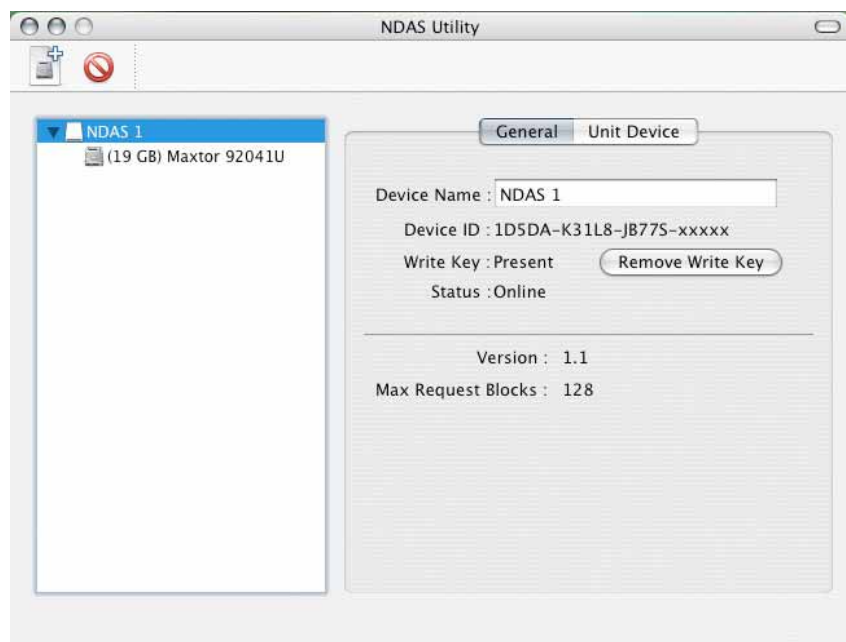 NDAS Utility
NDAS 1
(19 GB) Maxtor 92041U
General
Unit Device
Device Name : NDAS 1
Device ID : 1D5DA-K31L8-JB77S-xxxxx
Write Key : Present
Remove Write Key
Status : Online
Version : 1.1
Max Request Blocks : 128